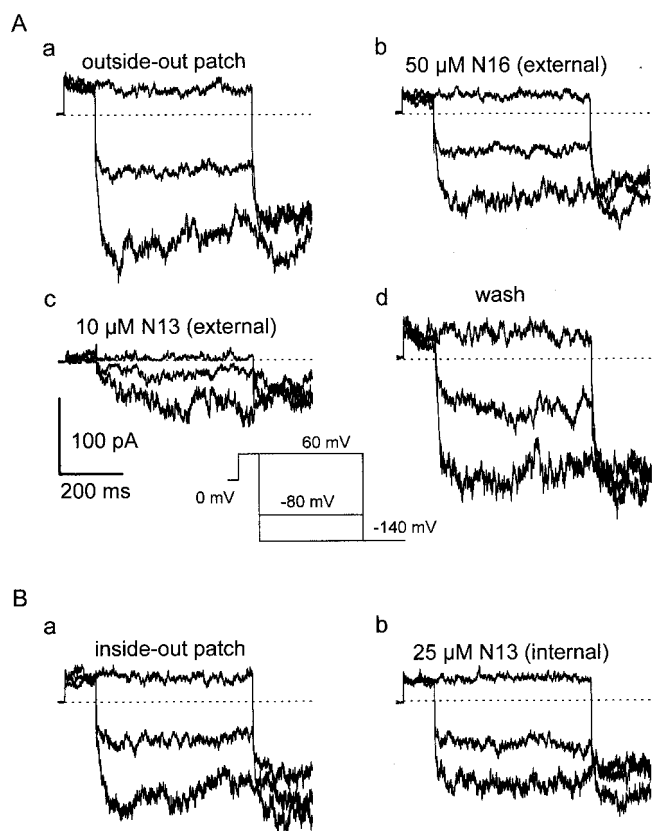 A
a
outside-out patch
b
50 µM N16 (external)
c
10 µM N13 (external)
d
wash
100 pA
200 ms
60 mV
0 mV
-80 mV
-140 mV
B
a
inside-out patch
b
25 µM N13 (internal)